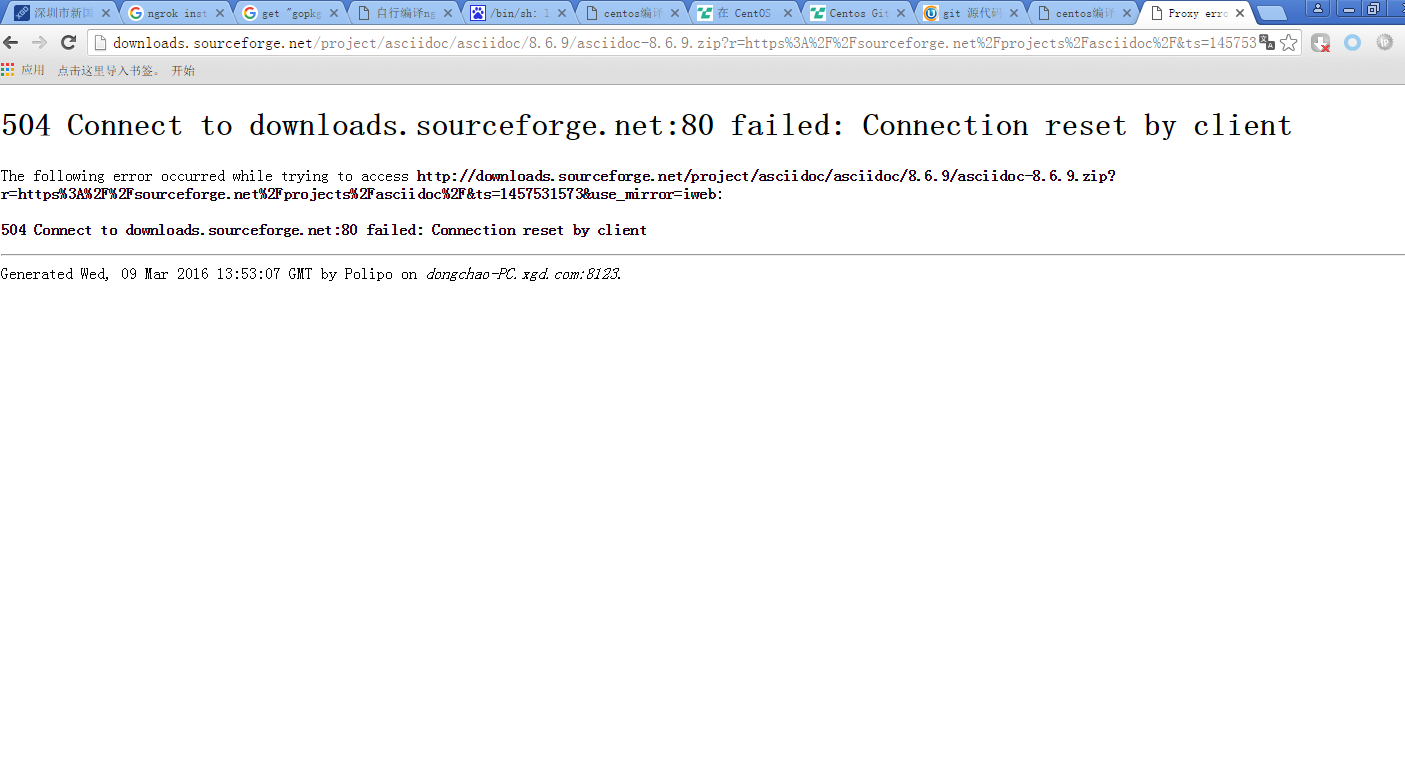 深圳市新国
ngrok inst
get "gopkg
自行编译ng
/bin/sh: 1
centos编译
在 CentOS
Centos Git
git 源代码
centos编译
Proxy erro
downloads.sourceforge.net/project/asciidoc/asciidoc/8.6.9/asciidoc-8.6.9.zip?r=https%3A%2F%2Fsourceforge.net%2Fprojects%2Fasciidoc%2F&ts=145753
应用 点击这里导入书签。 开始
504 Connect to downloads.sourceforge.net:80 failed: Connection reset by client
The following error occurred while trying to access http://downloads.sourceforge.net/project/asciidoc/asciidoc/8.6.9/asciidoc-8.6.9.zip?
r=https%3A%2F%2Fsourceforge.net%2Fprojects%2Fasciidoc%2F&ts=1457531573&use_mirror=iweb:
504 Connect to downloads.sourceforge.net:80 failed: Connection reset by client
Generated Wed, 09 Mar 2016 13:53:07 GMT by Polipo on dongchao-PC.xgd.com:8123.